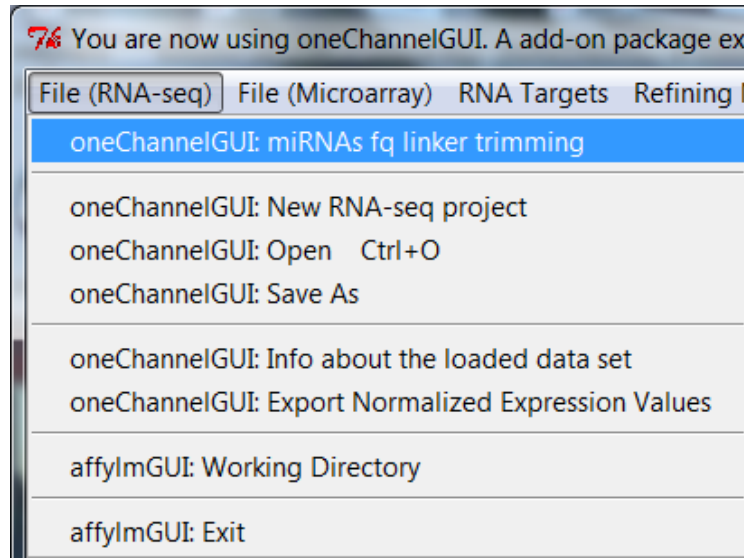 You are now using oneChannelGUI. A add-on package ex
File (RNA-seq) File (Microarray) RNA Targets Refining
oneChannelGUI: miRNAs fq linker trimming
oneChannelGUI: New RNA-seq project
oneChannelGUI: Open Ctrl+O
oneChannelGUI: Save As
oneChannelGUI: Info about the loaded data set
oneChannelGUI: Export Normalized Expression Values
affylmGUI: Working Directory
affylmGUI: Exit